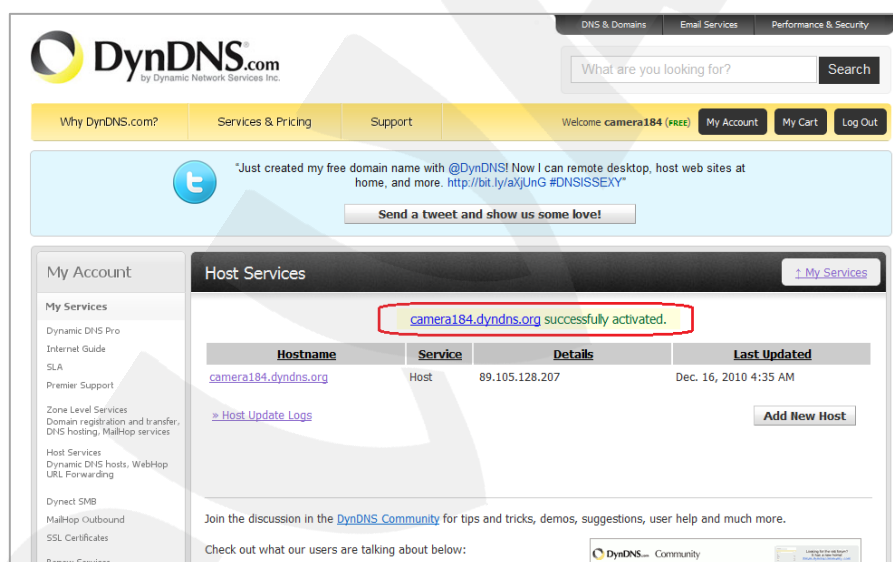 DNS & Domains Email Services Performance & Security
DynDNS.com
by Dynamic Network Services Inc.
What are you looking for? Search
Why DynDNS.com? Services & Pricing Support Welcome camera184 (FREE) My Account My Cart Log Out
"Just created my free domain name with @DynDNS! Now I can remote desktop, host web sites at
home, and more. http://bit.ly/aXjUnG #DNSISSEXY"
Send a tweet and show us some love!
My Account
My Services
Dynamic DNS Pro
Internet Guide
SLA
Premier Support
Zone Level Services
Domain registration and transfer,
DNS hosting, MailHop services
Host Services
Dynamic DNS hosts, WebHop
URL Forwarding
Dynect SMB
MailHop Outbound
SSL Certificates
Renew Services
Host Services ↑ My Services
camera184.dyndns.org successfully activated.
Hostname Service Details Last Updated
camera184.dyndns.org Host 89.105.128.207 Dec. 16, 2010 4:35 AM
» Host Update Logs Add New Host
Join the discussion in the DynDNS Community for tips and tricks, demos, suggestions, user help and much more.
Check out what our users are talking about below:
DynDNS.com Community